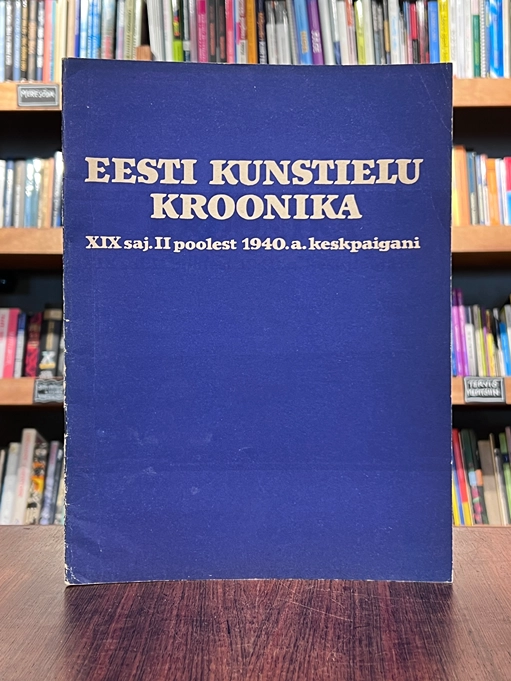 EESTI KUNSTIELU
KROONIKA
XIX saj. II poolest 1940. a. keskpaigani